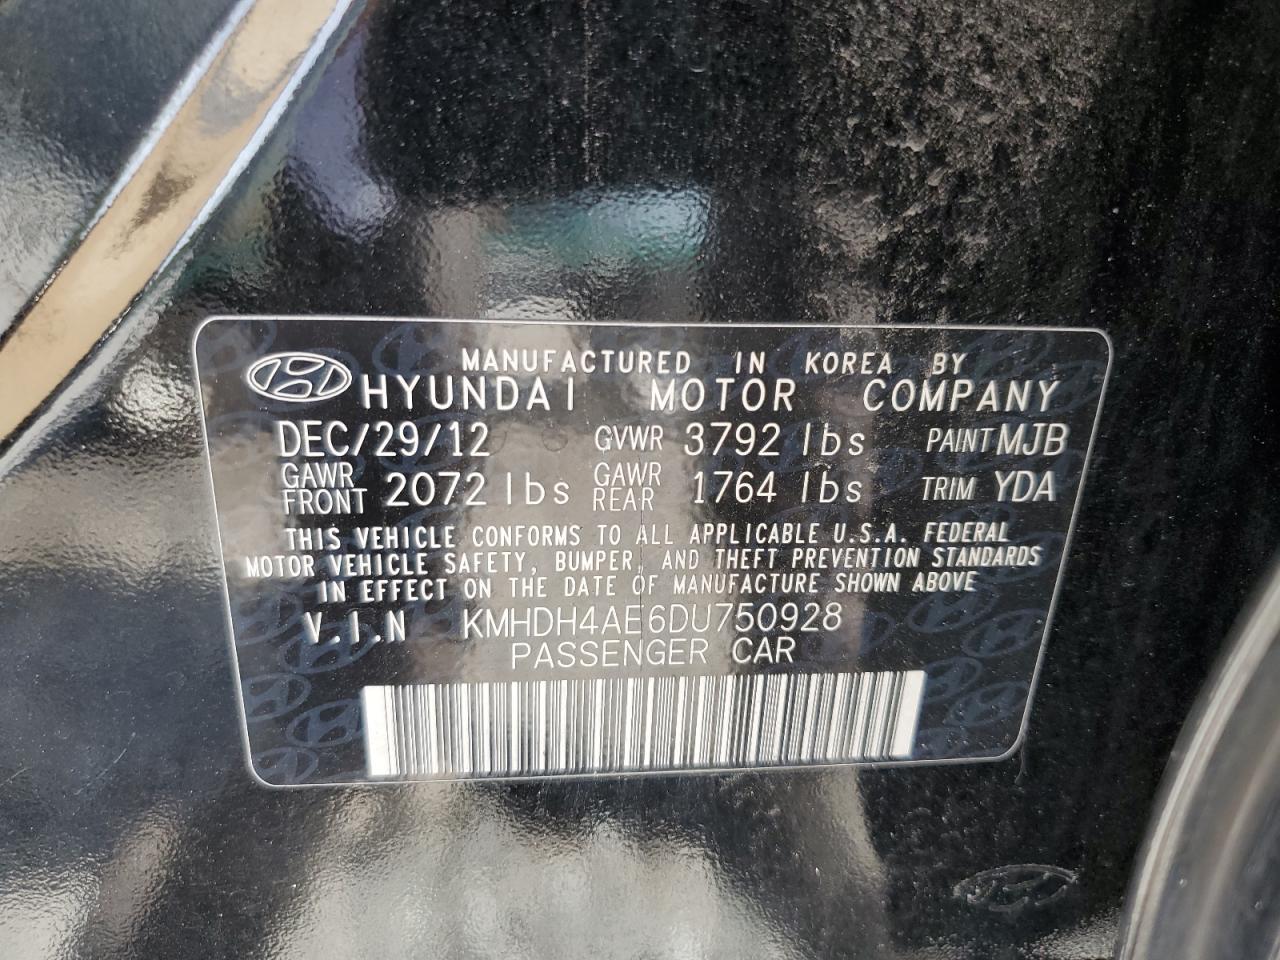 MANUFACTURED IN KOREA BY
HYUNDAI MOTOR COMPANY
DEC/29/12 GVWR 3792 lbs PAINT MJB
GAWR FRONT 2072 lbs GAWR REAR 1764 lbs TRIM YDA
THIS VEHICLE CONFORMS TO ALL APPLICABLE U.S.A. FEDERAL
MOTOR VEHICLE SAFETY, BUMPER, AND THEFT PREVENTION STANDARDS
IN EFFECT ON THE DATE OF MANUFACTURE SHOWN ABOVE
V.I.N KMHDH4AE6DU750928
PASSENGER CAR